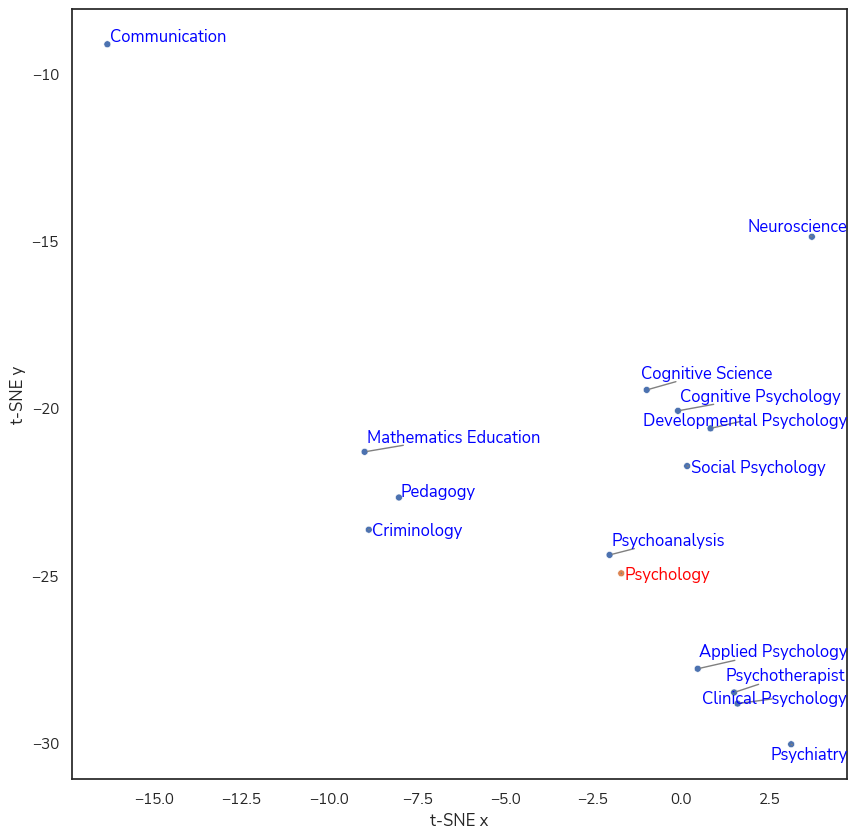 Communication
−10
Neuroscience
−15
Cognitive Science
Cognitive Psychology
−20
Developmental Psychology
Mathematics Education
Social Psychology
Pedagogy
Criminology
Psychoanalysis
−25
Psychology
Applied Psychology
Psychotherapist
Clinical Psychology
−30
Psychiatry
t-SNE y
−15.0 −12.5 −10.0 −7.5 −5.0 −2.5 0.0 2.5
t-SNE x